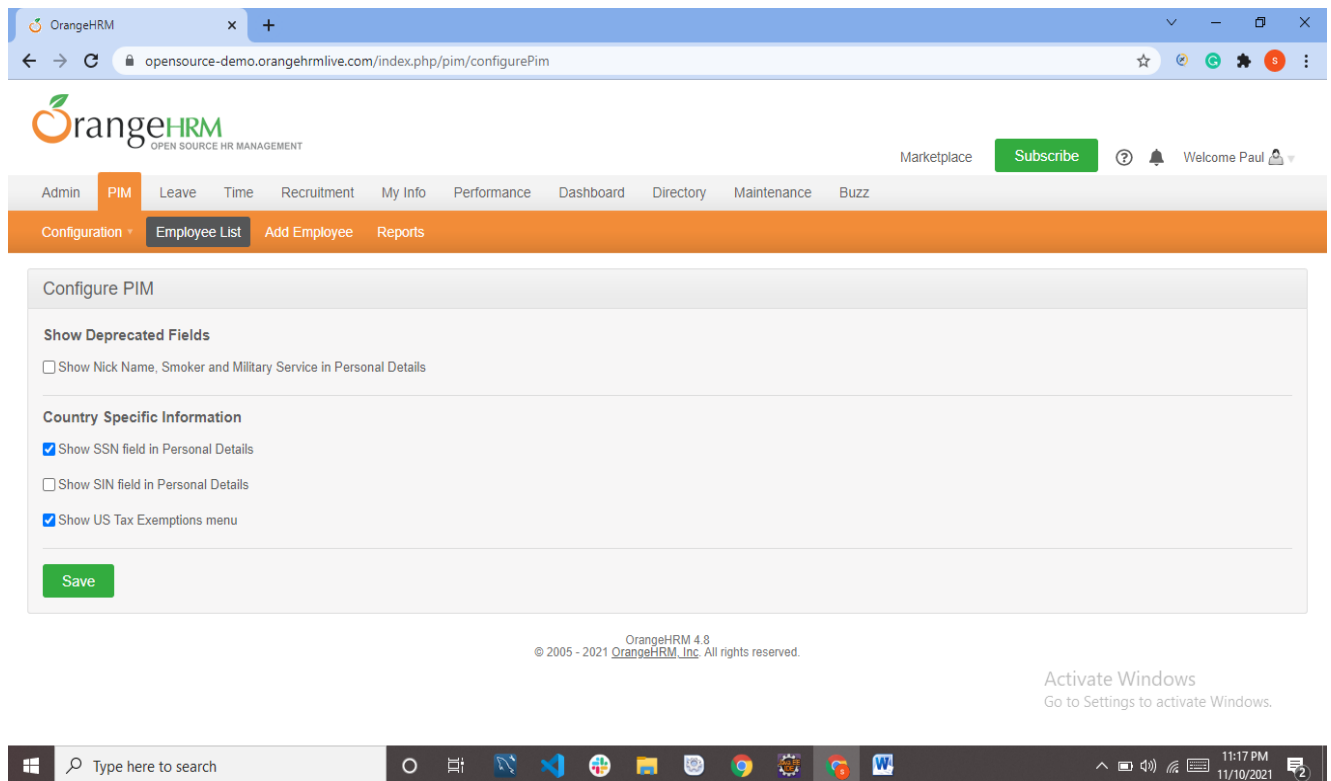 OrangeHRM
opensource-demo.orangehrmlive.com/index.php/pim/configurePim
S
OrangeHRM
OPEN SOURCE HR MANAGEMENT
Marketplace Subscribe ? Welcome Paul
Admin PIM Leave Time Recruitment My Info Performance Dashboard Directory Maintenance Buzz
Configuration Employee List Add Employee Reports
Configure PIM
Show Deprecated Fields
Show Nick Name, Smoker and Military Service in Personal Details
Country Specific Information
Show SSN field in Personal Details
Show SIN field in Personal Details
Show US Tax Exemptions menu
Save
OrangeHRM 4.8
© 2005 - 2021 OrangeHRM, Inc. All rights reserved.
Activate Windows
Go to Settings to activate Windows.
Type here to search
11:17 PM
11/10/2021
2